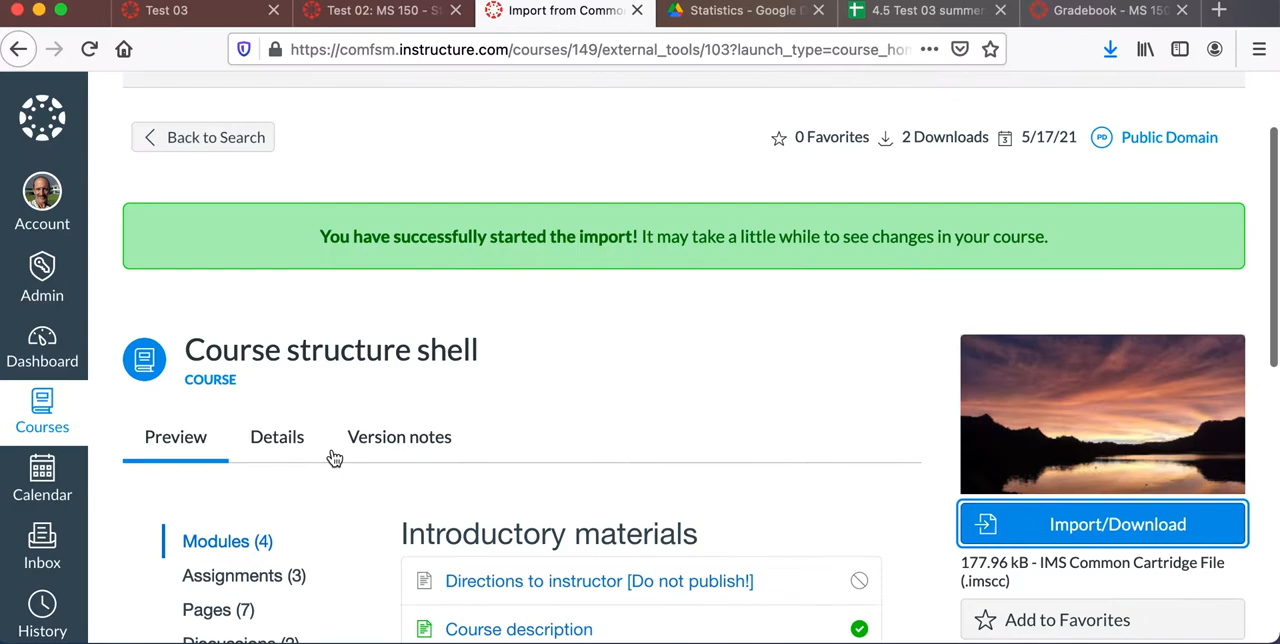 Test 03
Test 02: MS 150 - St
Import from Commo
Statistics - Google D
4.5 Test 03 summer
Gradebook - MS 150
https://comfsm.instructure.com/courses/149/external_tools/103?launch_type=course_hor
Back to Search
0 Favorites
2 Downloads
3
5/17/21
PD
Public Domain
Account
You have successfully started the import! It may take a little while to see changes in your course.
Admin
Dashboard
Course structure shell
COURSE
Courses
Preview
Details
Version notes
Calendar
Import/Download
Introductory materials
Modules (4)
Inbox
177.96 kB - IMS Common Cartridge File
(.imscc)
Assignments (3)
Directions to instructor [Do not publish!]
Pages (7)
Add to Favorites
History
Course description